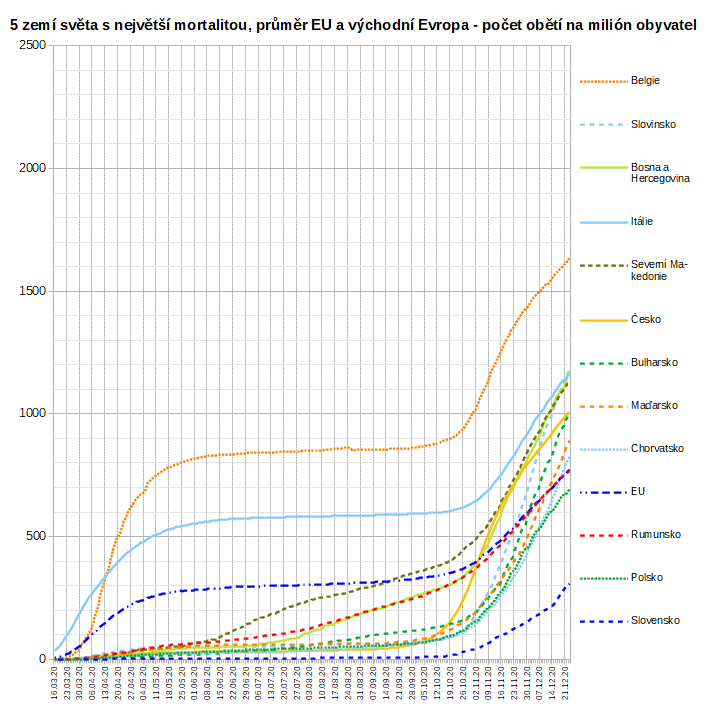 5 zemí světa s největší mortalitou, průměr EU a východní Evropa - počet obětí na milión obyvatel
2500
2000
1500
1000
500
0
Belgie
Slovinsko
Bosna a
Hercegovina
Itálie
Severní Ma-
kedonie
Česko
Bulharsko
Maďarsko
Chorvatsko
EU
Rumunsko
Polsko
Slovensko
16.03.20
23.03.20
30.03.20
06.04.20
13.04.20
20.04.20
27.04.20
04.05.20
11.05.20
18.05.20
25.05.20
01.06.20
08.06.20
15.06.20
22.06.20
29.06.20
06.07.20
13.07.20
20.07.20
27.07.20
03.08.20
10.08.20
17.08.20
24.08.20
31.08.20
07.09.20
14.09.20
21.09.20
28.09.20
05.10.20
12.10.20
19.10.20
26.10.20
02.11.20
09.11.20
16.11.20
23.11.20
30.11.20
07.12.20
14.12.20
21.12.20